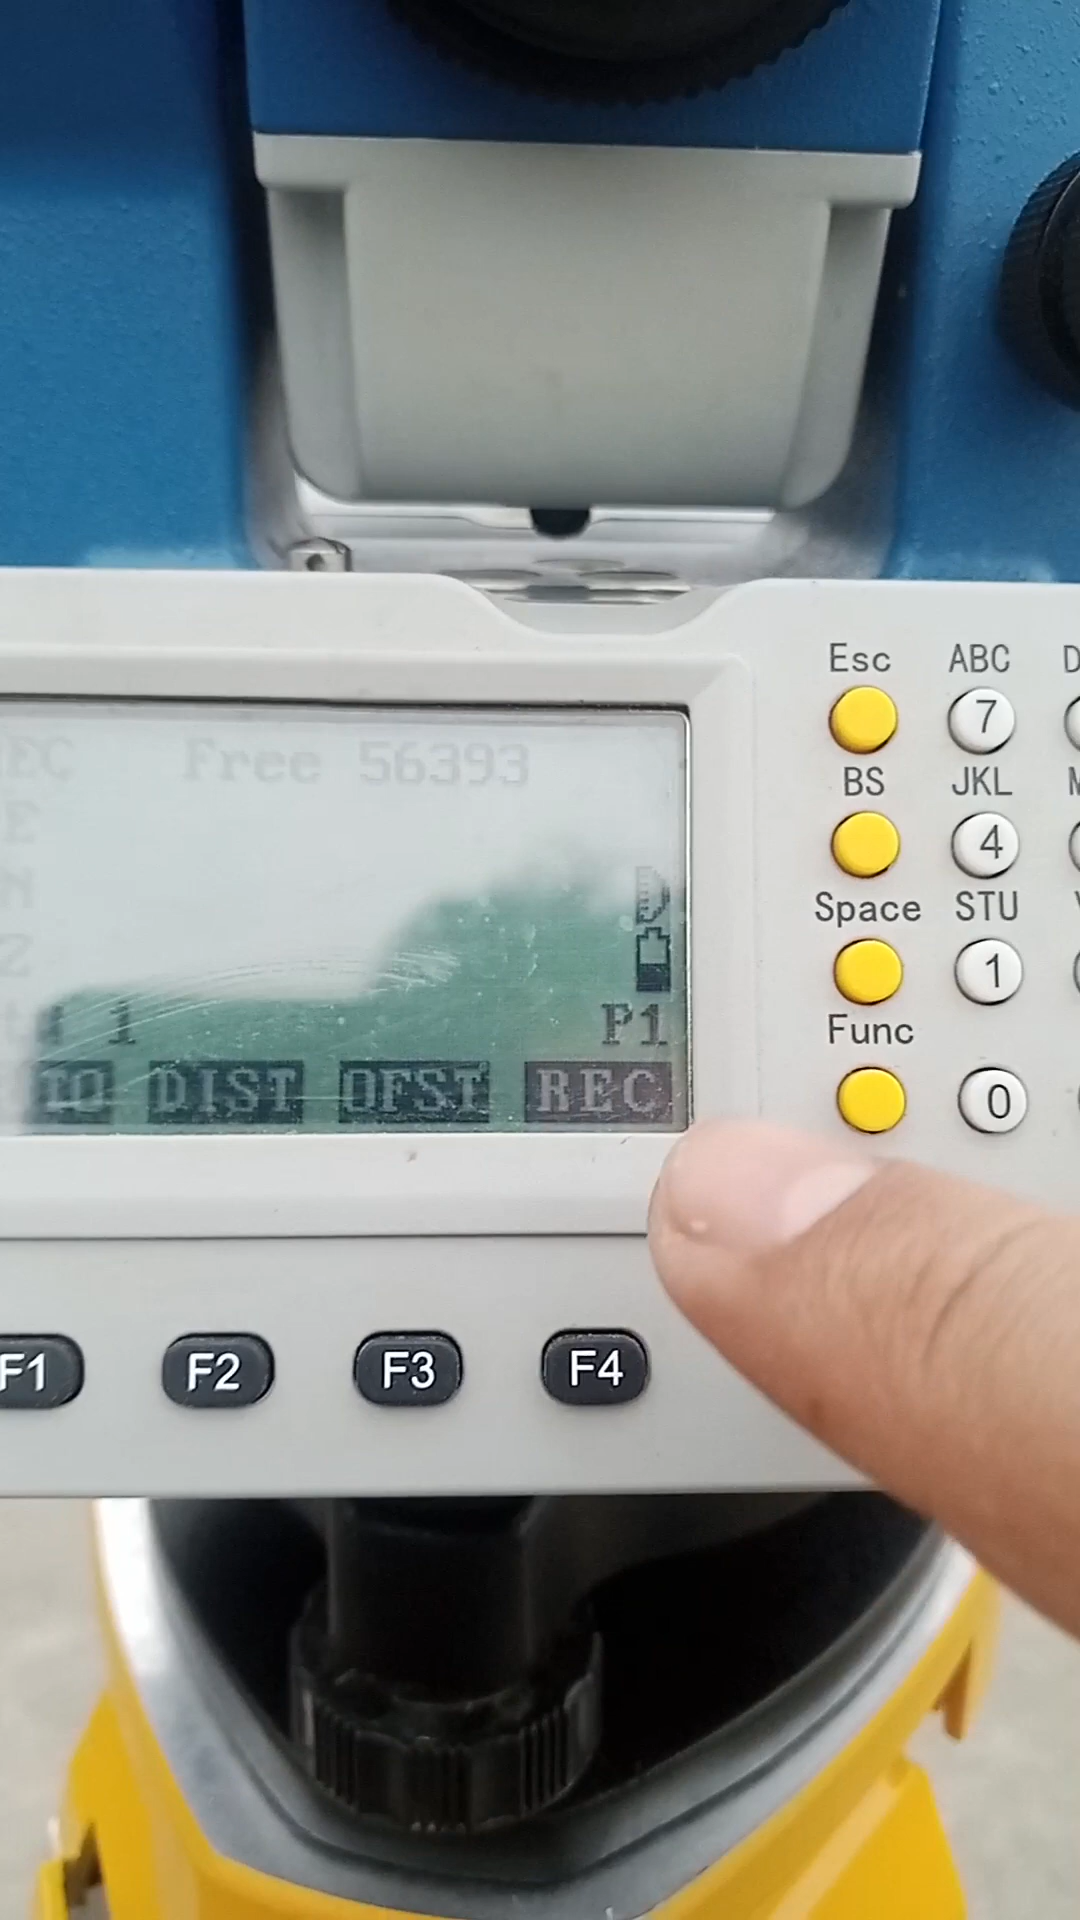 Esc ABC
7
BS JKL
4
Space STU
1
Func
0
Free 56393
E
N
Z
1 P1
DIST OFST REC
F1 F2 F3 F4